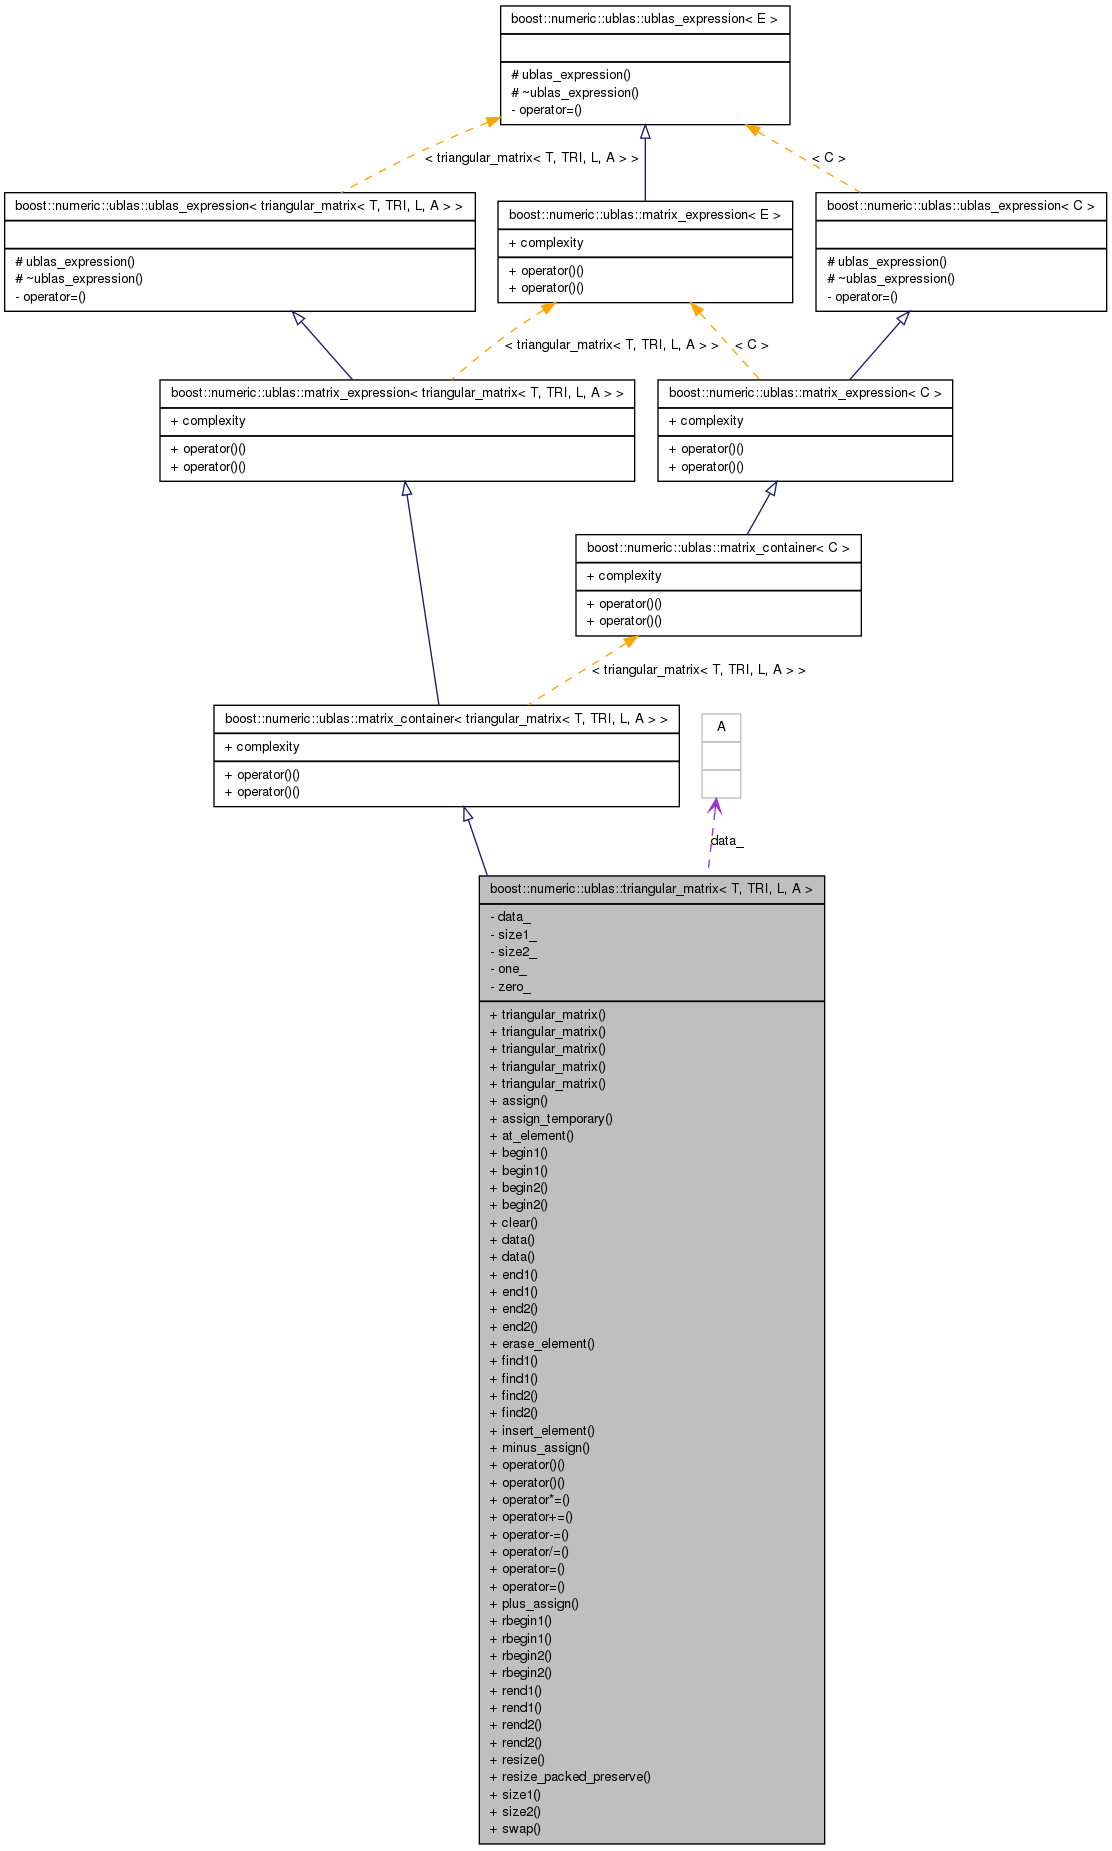 boost::numeric::ublas::ublas_expression< E >
# ublas_expression()
# ~ublas_expression()
- operator=()
< triangular_matrix< T, TRI, L, A > >
< C >
boost::numeric::ublas::ublas_expression< triangular_matrix< T, TRI, L, A > >
# ublas_expression()
# ~ublas_expression()
- operator=()
boost::numeric::ublas::matrix_expression< E >
+ complexity
+ operator()()
+ operator()()
boost::numeric::ublas::ublas_expression< C >
# ublas_expression()
# ~ublas_expression()
- operator=()
< triangular_matrix< T, TRI, L, A > >
< C >
boost::numeric::ublas::matrix_expression< triangular_matrix< T, TRI, L, A > >
+ complexity
+ operator()()
+ operator()()
boost::numeric::ublas::matrix_expression< C >
+ complexity
+ operator()()
+ operator()()
boost::numeric::ublas::matrix_container< C >
+ complexity
+ operator()()
+ operator()()
< triangular_matrix< T, TRI, L, A > >
boost::numeric::ublas::matrix_container< triangular_matrix< T, TRI, L, A > >
+ complexity
+ operator()()
+ operator()()
A
data_
boost::numeric::ublas::triangular_matrix< T, TRI, L, A >
- data_
- size1_
- size2_
- one_
- zero_
+ triangular_matrix()
+ triangular_matrix()
+ triangular_matrix()
+ triangular_matrix()
+ triangular_matrix()
+ assign()
+ assign_temporary()
+ at_element()
+ begin1()
+ begin1()
+ begin2()
+ begin2()
+ clear()
+ data()
+ data()
+ end1()
+ end1()
+ end2()
+ end2()
+ erase_element()
+ find1()
+ find1()
+ find2()
+ find2()
+ insert_element()
+ minus_assign()
+ operator()()
+ operator()()
+ operator*=()
+ operator+=()
+ operator-=()
+ operator/=()
+ operator=()
+ operator=()
+ plus_assign()
+ rbegin1()
+ rbegin1()
+ rbegin2()
+ rbegin2()
+ rend1()
+ rend1()
+ rend2()
+ rend2()
+ resize()
+ resize_packed_preserve()
+ size1()
+ size2()
+ swap()